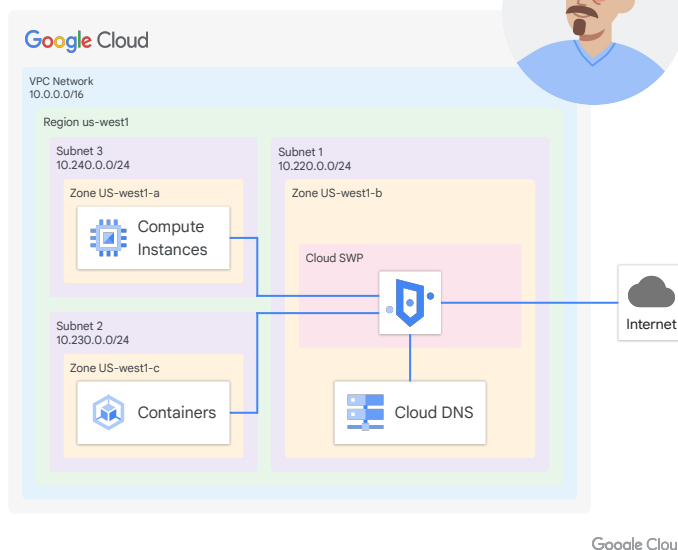 Google Cloud
VPC Network
10.0.0.0/16
Region us-west1
Subnet 3
10.240.0.0/24
Zone US-west1-a
Compute
Instances
Subnet 2
10.230.0.0/24
Zone US-west1-c
Containers
Subnet 1
10.220.0.0/24
Zone US-west1-b
Cloud SWP
Cloud DNS
Internet
Google Clou